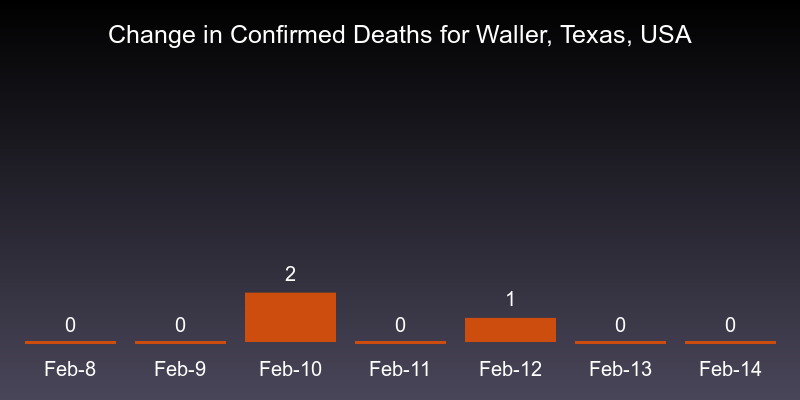 Change in Confirmed Deaths for Waller, Texas, USA
2
1
0 0 0 0 0
Feb-8 Feb-9 Feb-10 Feb-11 Feb-12 Feb-13 Feb-14